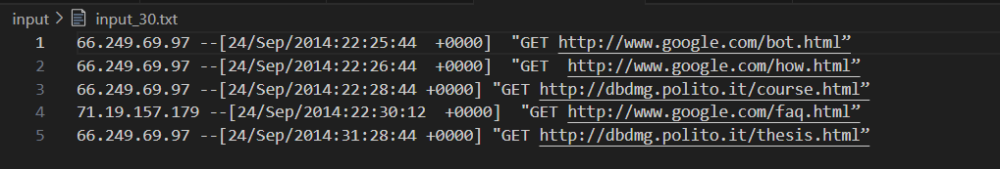 input > input_30.txt
1 66.249.69.97 --[24/Sep/2014:22:25:44  +0000]  "GET http://www.google.com/bot.html”
2 66.249.69.97 --[24/Sep/2014:22:26:44  +0000]  "GET  http://www.google.com/how.html”
3 66.249.69.97 --[24/Sep/2014:22:28:44 +0000] "GET http://dbdmg.polito.it/course.html”
4 71.19.157.179 --[24/Sep/2014:22:30:12  +0000]  "GET http://www.google.com/faq.html”
5 66.249.69.97 --[24/Sep/2014:31:28:44 +0000] "GET http://dbdmg.polito.it/thesis.html”